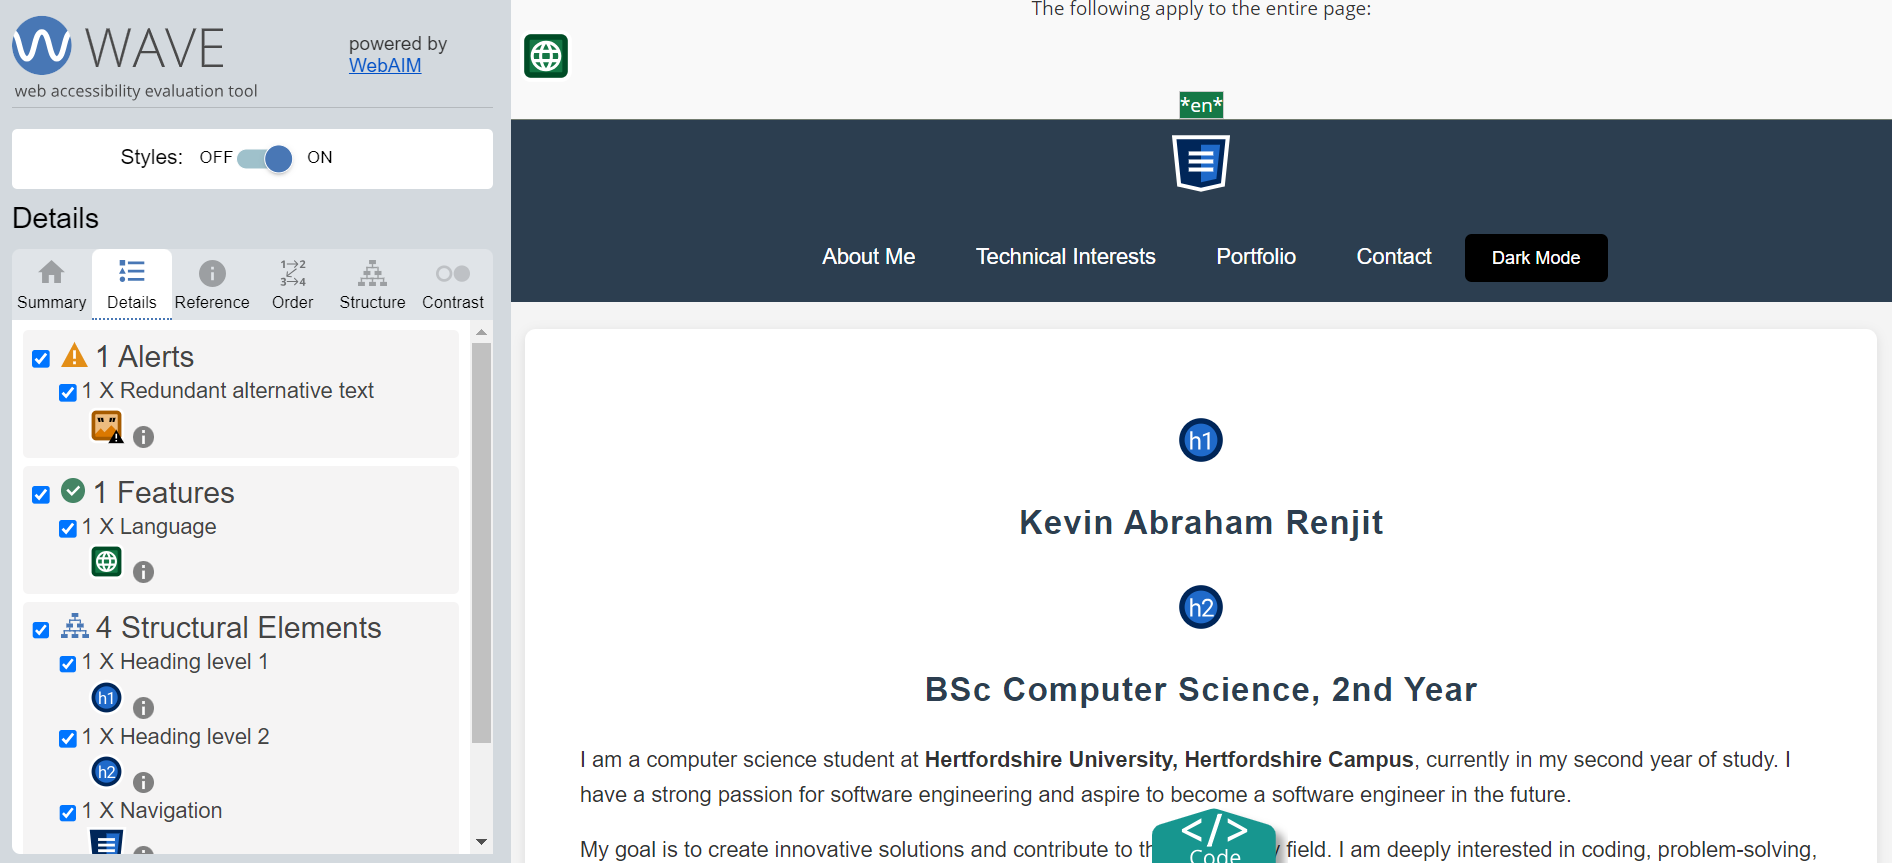 WAVE
web accessibility evaluation tool
powered by
WebAIM
Styles: OFF ON
Details
Summary Details Reference Order Structure Contrast
1 Alerts
1 X Redundant alternative text
1 Features
1 X Language
4 Structural Elements
1 X Heading level 1
h1
1 X Heading level 2
h2
1 X Navigation
The following apply to the entire page:
*en*
About Me Technical Interests Portfolio Contact Dark Mode
h1
Kevin Abraham Renjit
h2
BSc Computer Science, 2nd Year
I am a computer science student at Hertfordshire University, Hertfordshire Campus, currently in my second year of study. I
have a strong passion for software engineering and aspire to become a software engineer in the future.
My goal is to create innovative solutions and contribute to field. I am deeply interested in coding, problem-solving,
</> Code